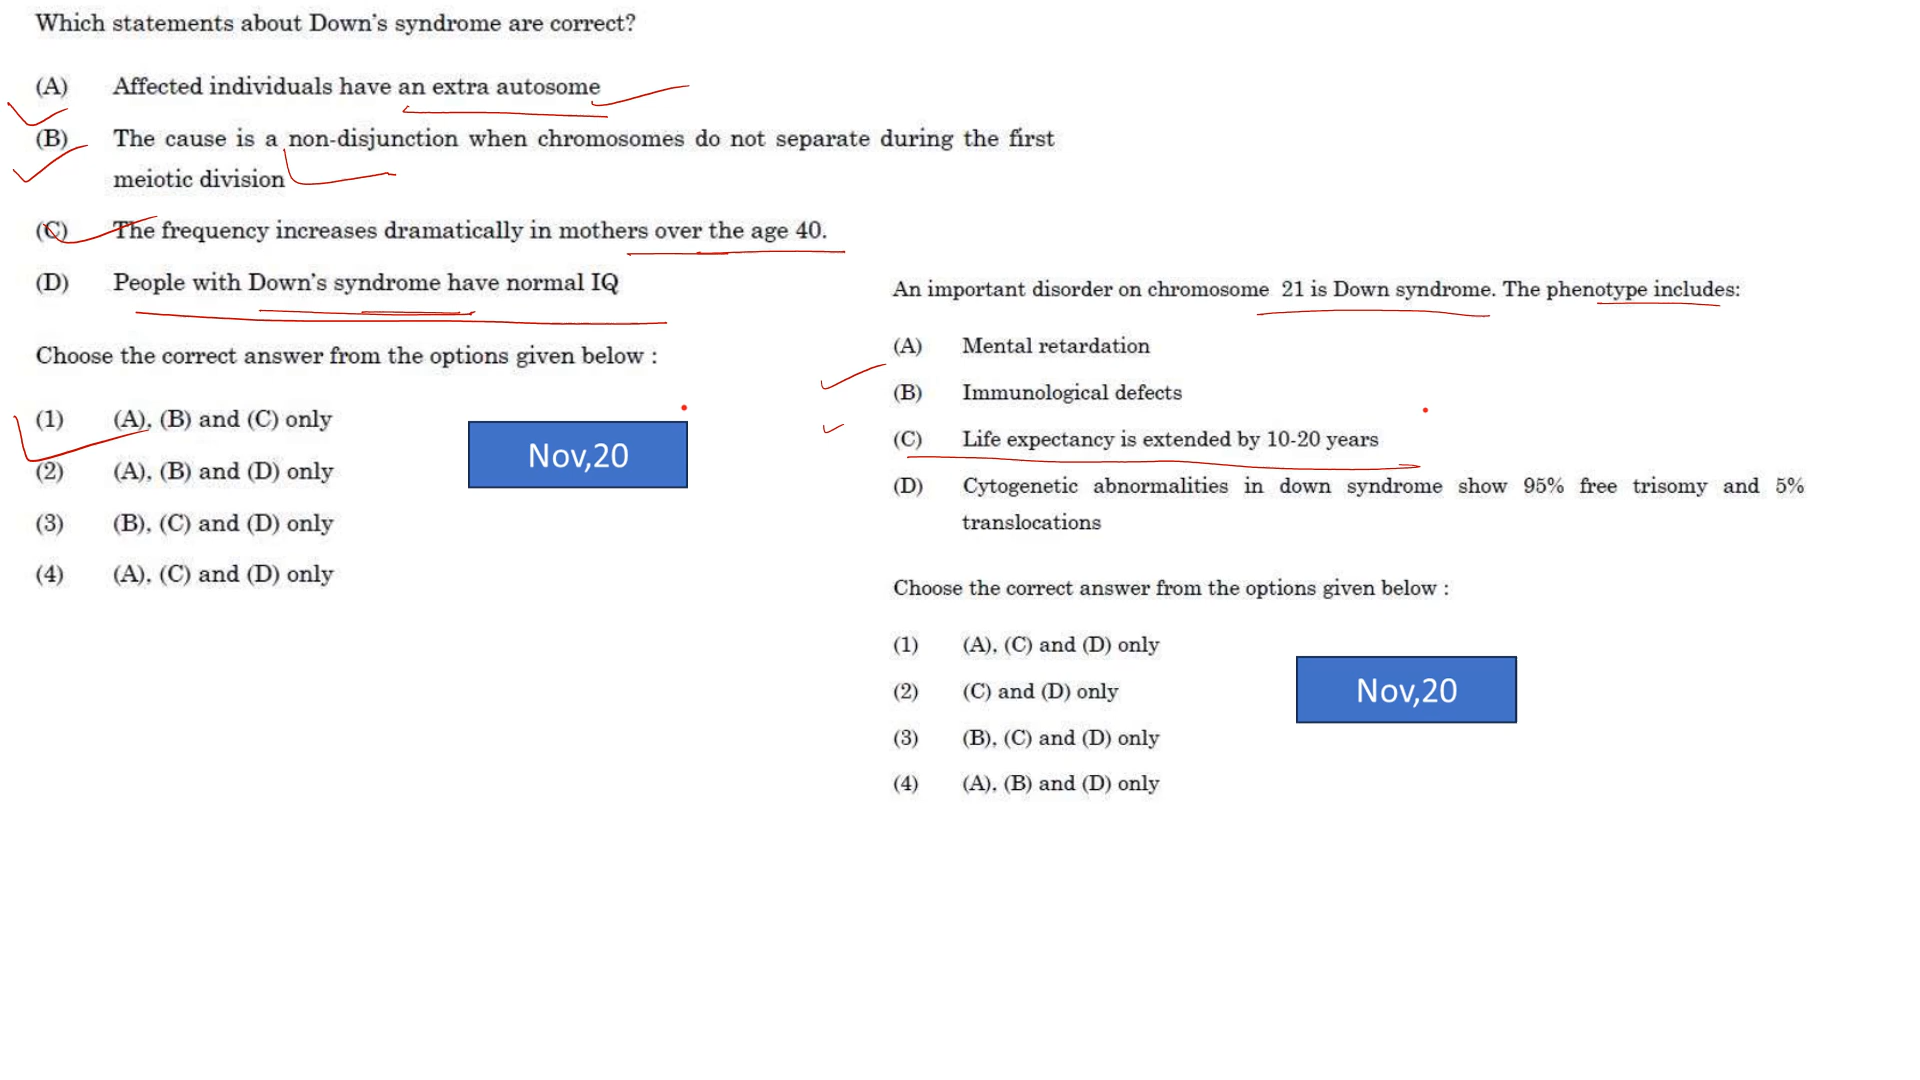 Which statements about Down's syndrome are correct?
(A) Affected individuals have an extra autosome
(B) The cause is a non-disjunction when chromosomes do not separate during the first
meiotic division
(C) The frequency increases dramatically in mothers over the age 40.
(D) People with Down's syndrome have normal IQ
Choose the correct answer from the options given below :
(1) (A), (B) and (C) only
(2) (A), (B) and (D) only
(3) (B), (C) and (D) only
(4) (A), (C) and (D) only
Nov,20
An important disorder on chromosome 21 is Down syndrome. The phenotype includes:
(A) Mental retardation
(B) Immunological defects
(C) Life expectancy is extended by 10-20 years
(D) Cytogenetic abnormalities in down syndrome show 95% free trisomy and 5%
translocations
Choose the correct answer from the options given below :
(1) (A), (C) and (D) only
(2) (C) and (D) only
(3) (B), (C) and (D) only
(4) (A), (B) and (D) only
Nov,20